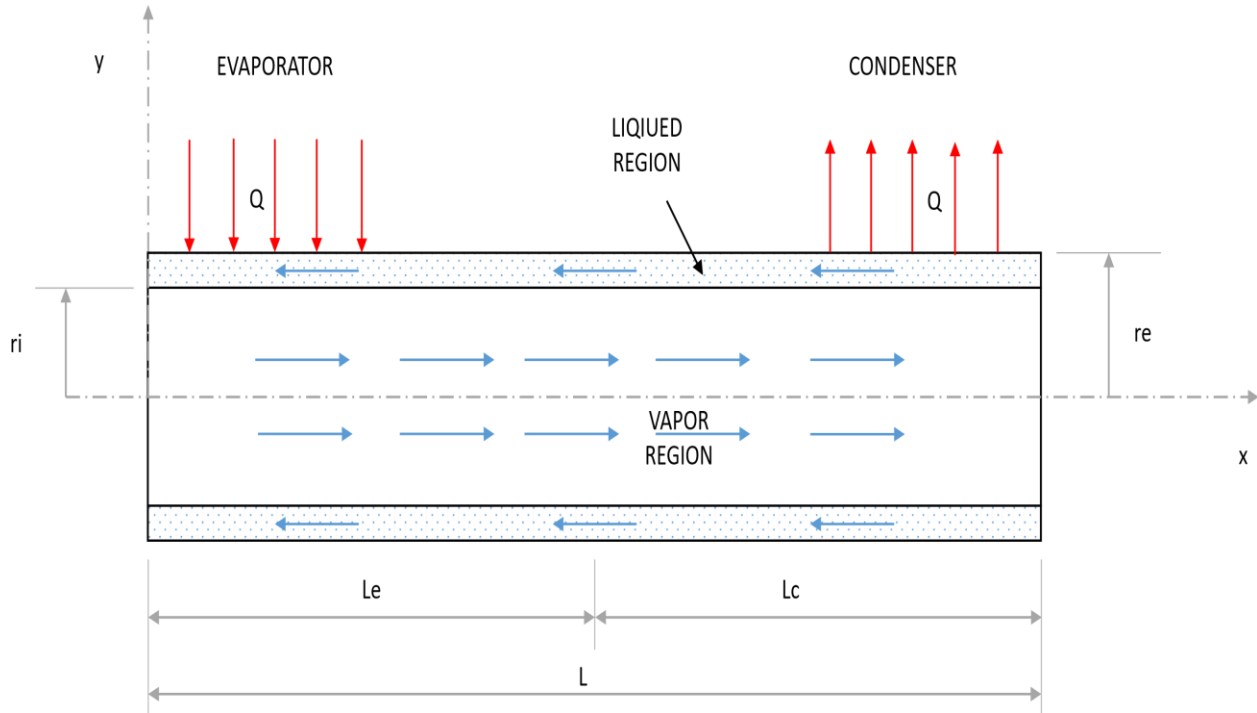 y
EVAPORATOR
CONDENSER
LIQIUED
REGION
Q
Q
ri
re
VAPOR
REGION
x
Le
Lc
L